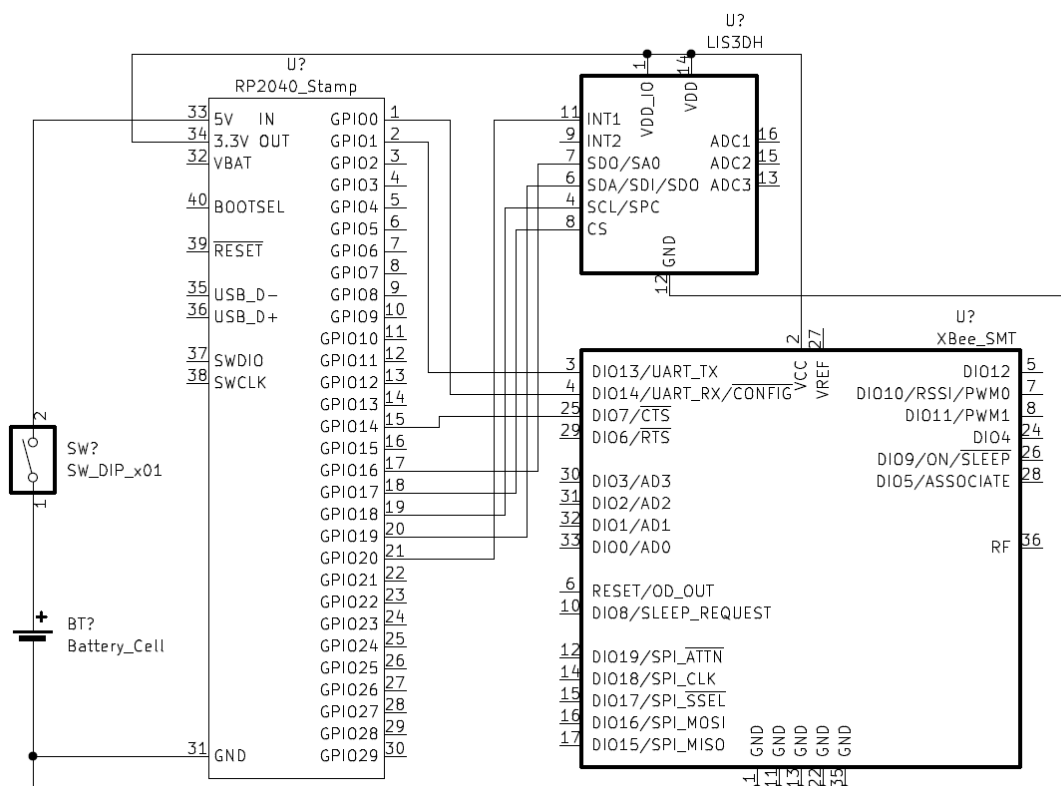 U?
LIS3DH
U?
RP2040_Stamp
33 5V IN
34 3.3V OUT
32 VBAT
40 BOOTSEL
39 RESET
35 USB_D-
36 USB_D+
37 SWDIO
38 SWCLK
31 GND
GPIO0 1
GPIO1 2
GPIO2 3
GPIO3 4
GPIO4 5
GPIO5 6
GPIO6 7
GPIO7 8
GPIO8 9
GPIO9 10
GPIO10 11
GPIO11 12
GPIO12 13
GPIO13 14
GPIO14 15
GPIO15 16
GPIO16 17
GPIO17 18
GPIO18 19
GPIO19 20
GPIO20 21
GPIO21 22
GPIO22 23
GPIO23 24
GPIO24 25
GPIO25 26
GPIO26 27
GPIO27 28
GPIO28 29
GPIO29 30
1 VDD_IO
14 VDD
11 INT1
9 INT2
7 SDO/SA0
6 SDA/SDI/SDO
4 SCL/SPC
8 CS
ADC1 16
ADC2 15
ADC3 13
12 GND
U?
XBee_SMT
2 VCC
27 VREF
3 DIO13/UART_TX
4 DIO14/UART_RX/CONFIG
25 DIO7/CTS
29 DIO6/RTS
30 DIO3/AD3
31 DIO2/AD2
32 DIO1/AD1
33 DIO0/AD0
6 RESET/OD_OUT
10 DIO8/SLEEP_REQUEST
12 DIO19/SPI_ATTN
14 DIO18/SPI_CLK
15 DIO17/SPI_SSEL
16 DIO16/SPI_MOSI
17 DIO15/SPI_MISO
DIO12 5
DIO10/RSSI/PWM0 7
DIO11/PWM1 8
DIO4 24
DIO9/ON/SLEEP 26
DIO5/ASSOCIATE 28
RF 36
GND 1
GND 11
GND 13
GND 22
GND 35
2
SW?
SW_DIP_x01
1
+
BT?
Battery_Cell